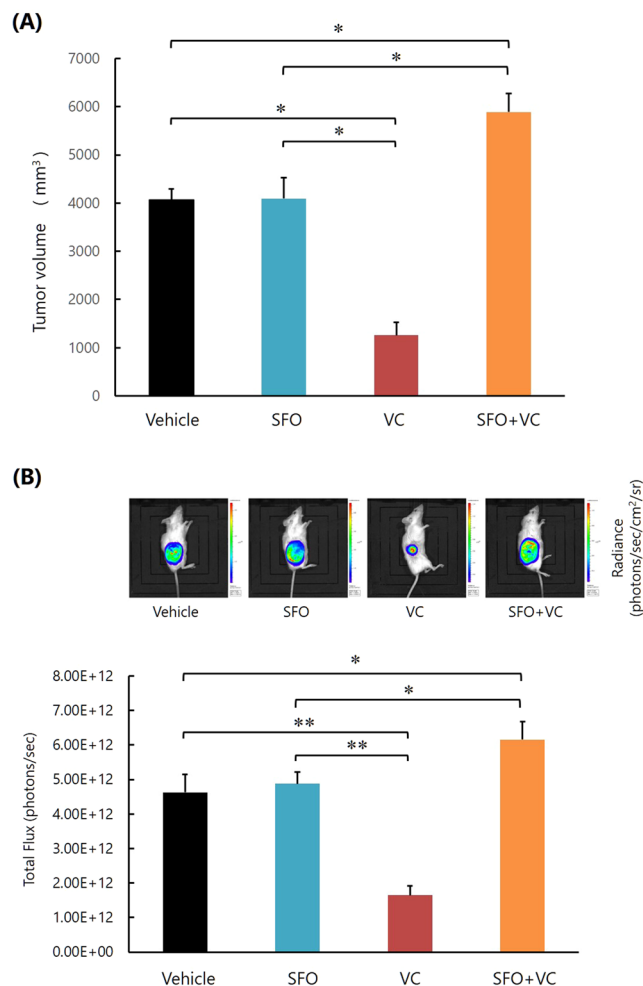 (A)
*
*
*
*
7000
6000
5000
4000
3000
2000
1000
0
Tumor volume ( mm³ )
Vehicle SFO VC SFO+VC
(B)
Radiance
(photons/sec/cm²/sr)
Vehicle SFO VC SFO+VC
*
*
**
**
8.00E+12
7.00E+12
6.00E+12
5.00E+12
4.00E+12
3.00E+12
2.00E+12
1.00E+12
0.00E+00
Total Flux (photons/sec)
Vehicle SFO VC SFO+VC